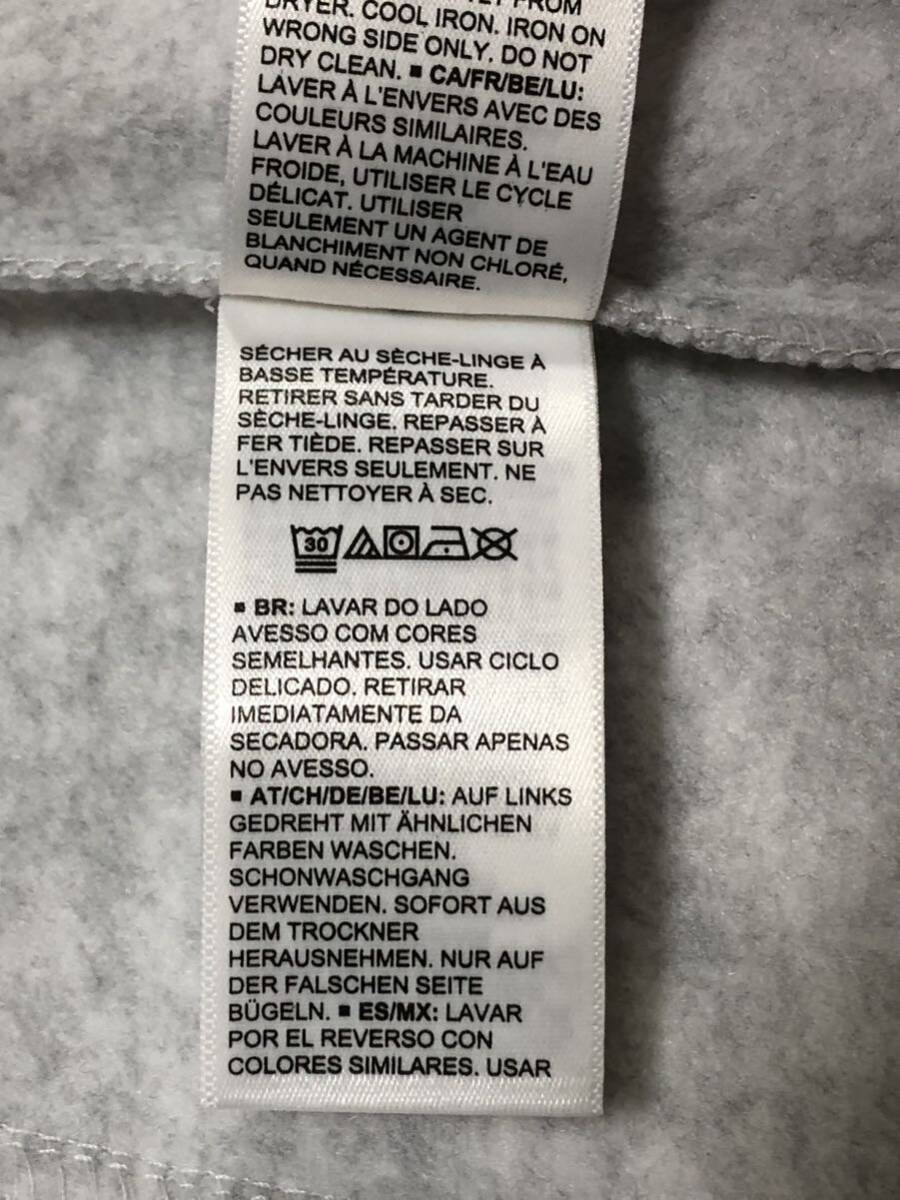 FROM
DRYER. COOL IRON. IRON ON
WRONG SIDE ONLY. DO NOT
DRY CLEAN. ▪ CA/FR/BE/LU:
LAVER À L'ENVERS AVEC DES
COULEURS SIMILAIRES.
LAVER À LA MACHINE À L'EAU
FROIDE, UTILISER LE CYCLE
DÉLICAT. UTILISER
SEULEMENT UN AGENT DE
BLANCHIMENT NON CHLORÉ,
QUAND NÉCESSAIRE.
SÉCHER AU SÈCHE-LINGE À
BASSE TEMPÉRATURE.
RETIRER SANS TARDER DU
SÈCHE-LINGE. REPASSER À
FER TIÈDE. REPASSER SUR
L'ENVERS SEULEMENT. NE
PAS NETTOYER À SEC.
30
▪ BR: LAVAR DO LADO
AVESSO COM CORES
SEMELHANTES. USAR CICLO
DELICADO. RETIRAR
IMEDIATAMENTE DA
SECADORA. PASSAR APENAS
NO AVESSO.
▪ AT/CH/DE/BE/LU: AUF LINKS
GEDREHT MIT ÄHNLICHEN
FARBEN WASCHEN.
SCHONWASCHGANG
VERWENDEN. SOFORT AUS
DEM TROCKNER
HERAUSNEHMEN. NUR AUF
DER FALSCHEN SEITE
BÜGELN. ▪ ES/MX: LAVAR
POR EL REVERSO CON
COLORES SIMILARES. USAR